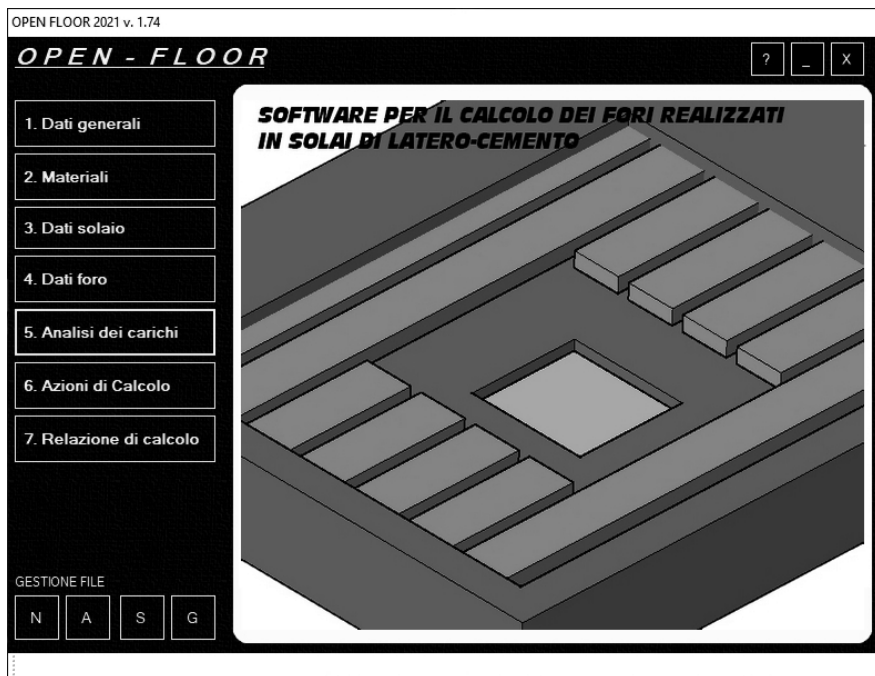 OPEN FLOOR 2021 v. 1.74
OPEN - FLOOR
? _ X
1. Dati generali
2. Materiali
3. Dati solaio
4. Dati foro
5. Analisi dei carichi
6. Azioni di Calcolo
7. Relazione di calcolo
GESTIONE FILE
N A S G
SOFTWARE PER IL CALCOLO DEI FORI REALIZZATI
IN SOLAI DI LATERO-CEMENTO